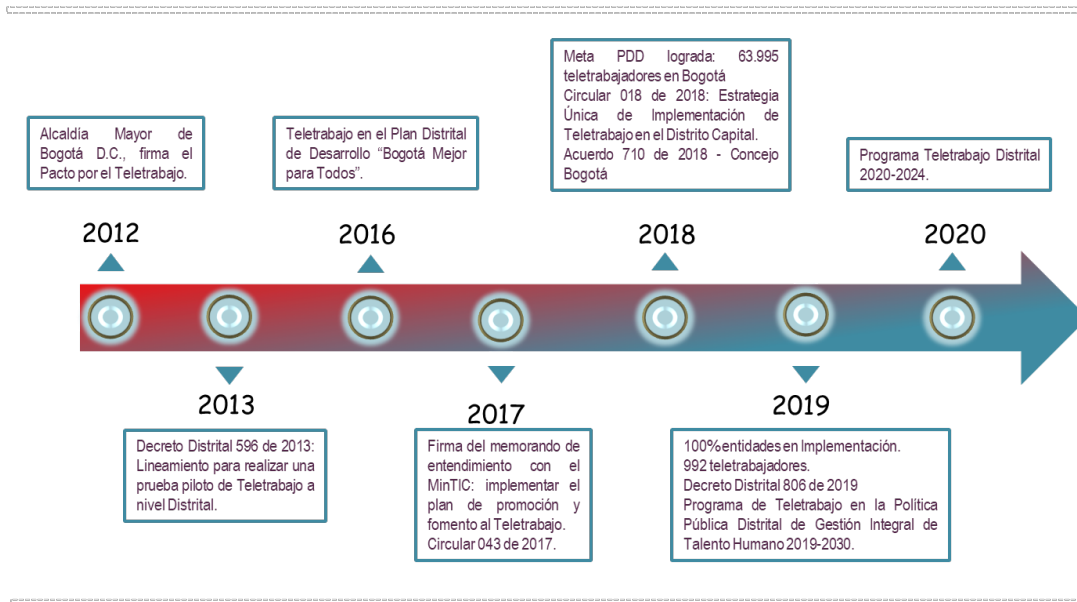 2012
Alcaldía Mayor de
Bogotá D.C., firma el
Pacto por el Teletrabajo.
2013
Decreto Distrital 596 de 2013:
Lineamiento para realizar una
prueba piloto de Teletrabajo a
nivel Distrital.
2016
Teletrabajo en el Plan Distrital
de Desarrollo “Bogotá Mejor
para Todos”.
2017
Firma del memorando de
entendimiento con el
MinTIC: implementar el
plan de promoción y
fomento al Teletrabajo.
Circular 043 de 2017.
2018
Meta PDD lograda: 63.995
teletrabajadores en Bogotá
Circular 018 de 2018: Estrategia
Única de Implementación de
Teletrabajo en el Distrito Capital.
Acuerdo 710 de 2018 - Concejo
Bogotá
2019
100% entidades en Implementación.
992 teletrabajadores.
Decreto Distrital 806 de 2019
Programa de Teletrabajo en la Política
Pública Distrital de Gestión Integral de
Talento Humano 2019-2030.
2020
Programa Teletrabajo Distrital
2020-2024.